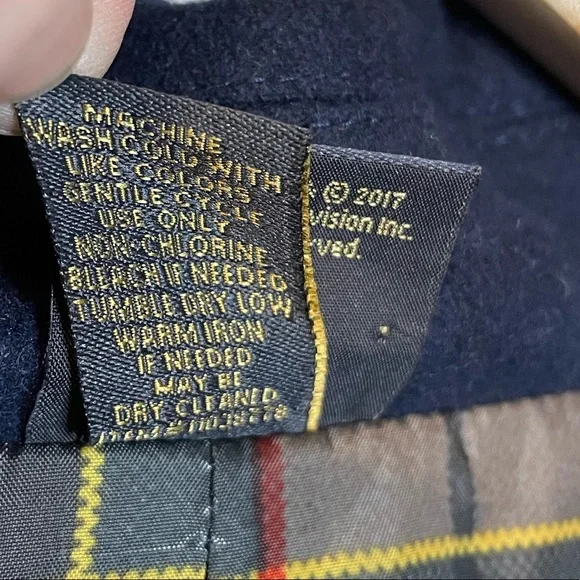 MACHINE
WASH COLD WITH
LIKE COLORS
GENTLE CYCLE
USE ONLY
NON-CHLORINE
BLEACH IF NEEDED
TUMBLE DRY LOW
WARM IRON
IF NEEDED
MAY BE
DRY CLEANED
& © 2017
vision Inc.
rved.